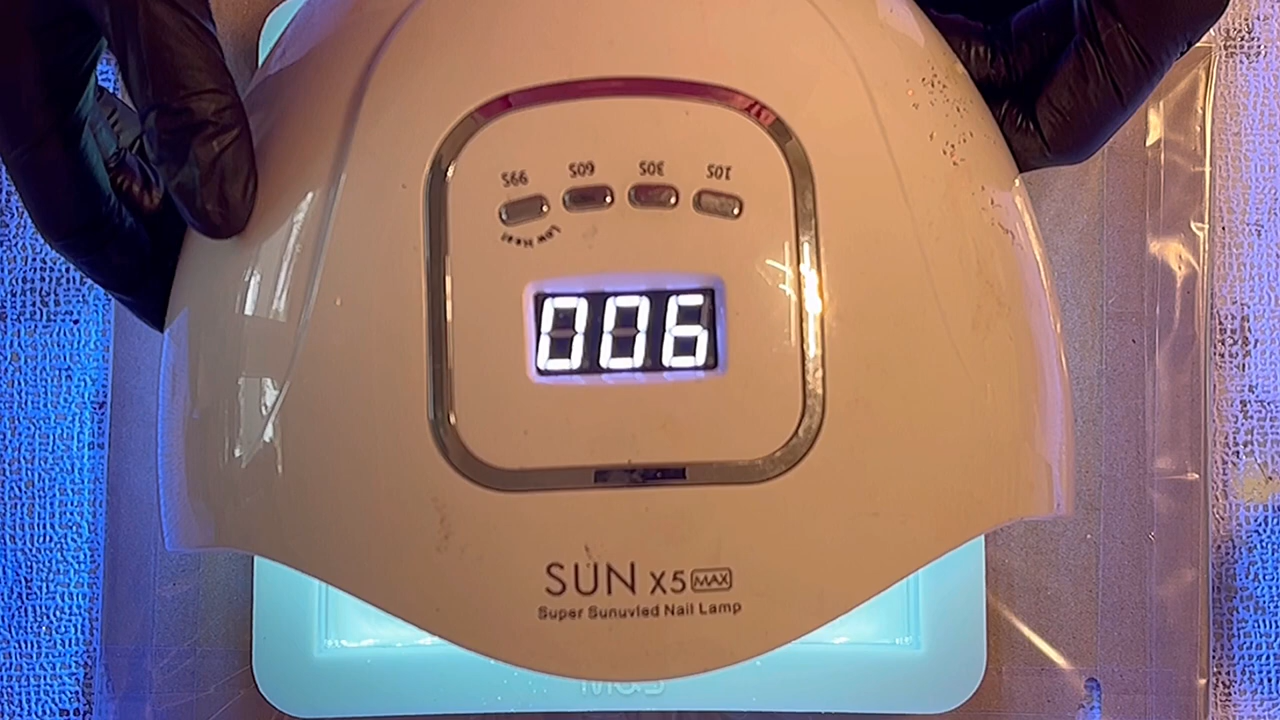 99S 60S 30S 10S
Low Heat
006
SUN X5 MAX
Super Sunuvled Nail Lamp